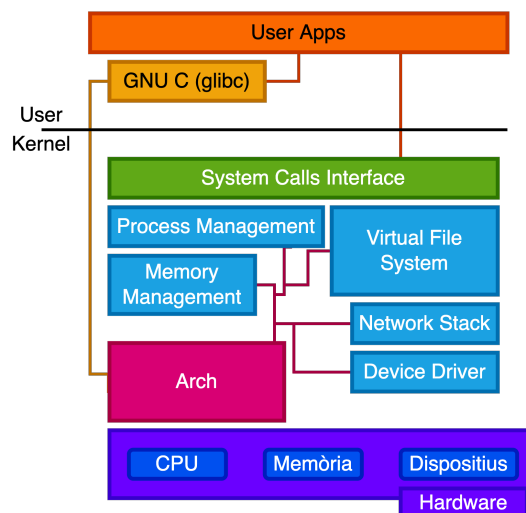 User Apps
GNU C (glibc)
User
Kernel
System Calls Interface
Process Management
Virtual File
System
Memory
Management
Network Stack
Device Driver
Arch
CPU
Memòria
Dispositius
Hardware